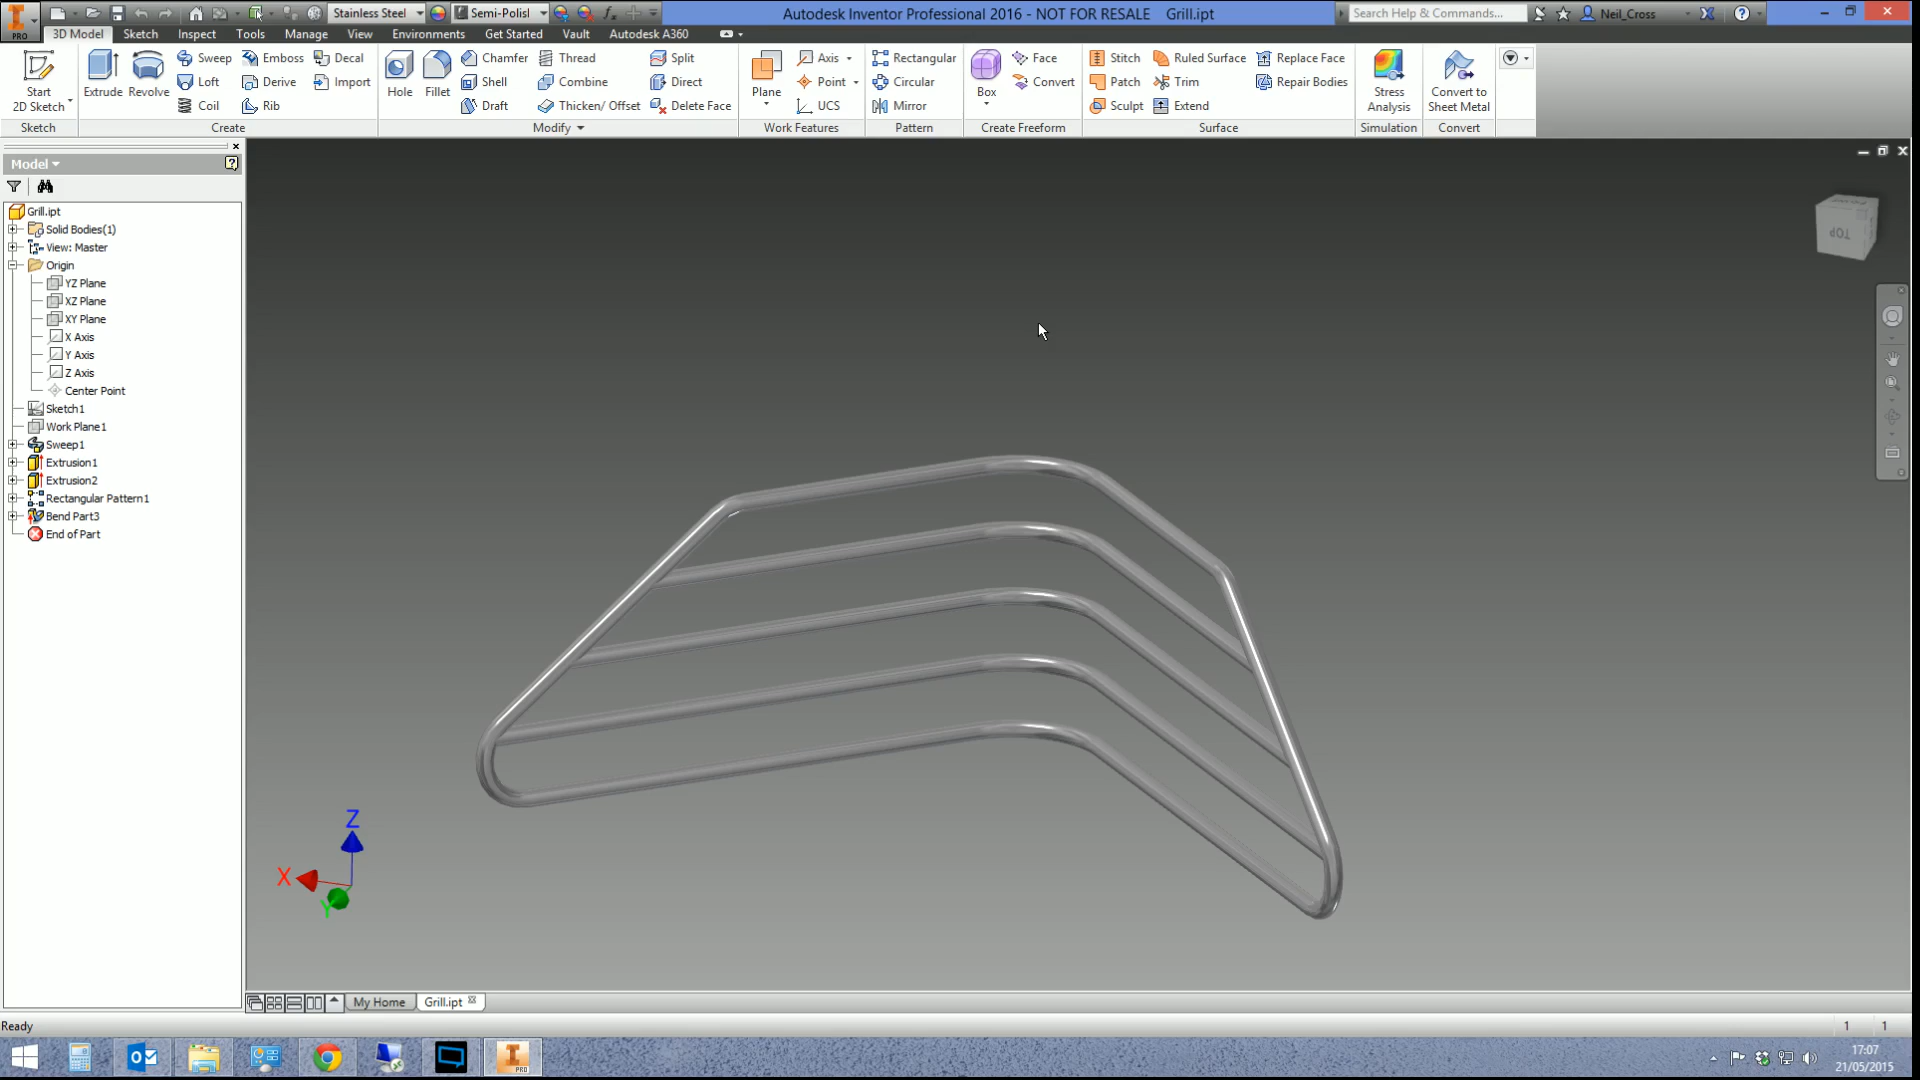 Stainless Steel Semi-Polisl Autodesk Inventor Professional 2016 - NOT FOR RESALE Grill.ipt Search Help & Commands... Neil_Cross
PRO 3D Model Sketch Inspect Tools Manage View Environments Get Started Vault Autodesk A360
Start
2D Sketch
Sketch
Extrude Revolve
Sweep Emboss Decal
Loft Derive Import
Coil Rib
Create
Hole Fillet
Chamfer Thread Split
Shell Combine Direct
Draft Thicken/ Offset Delete Face
Modify
Plane
Axis
Point
UCS
Work Features
Rectangular
Circular
Mirror
Pattern
Box
Face
Convert
Create Freeform
Stitch Ruled Surface Replace Face
Patch Trim Repair Bodies
Sculpt Extend
Surface
Stress
Analysis
Simulation
Convert to
Sheet Metal
Convert
Model
Grill.ipt
Solid Bodies(1)
View: Master
Origin
YZ Plane
XZ Plane
XY Plane
X Axis
Y Axis
Z Axis
Center Point
Sketch1
Work Plane1
Sweep1
Extrusion1
Extrusion2
Rectangular Pattern1
Bend Part3
End of Part
TOP
Z
X
Y
My Home Grill.ipt
Ready 1 1
PRO
17:07
21/05/2015